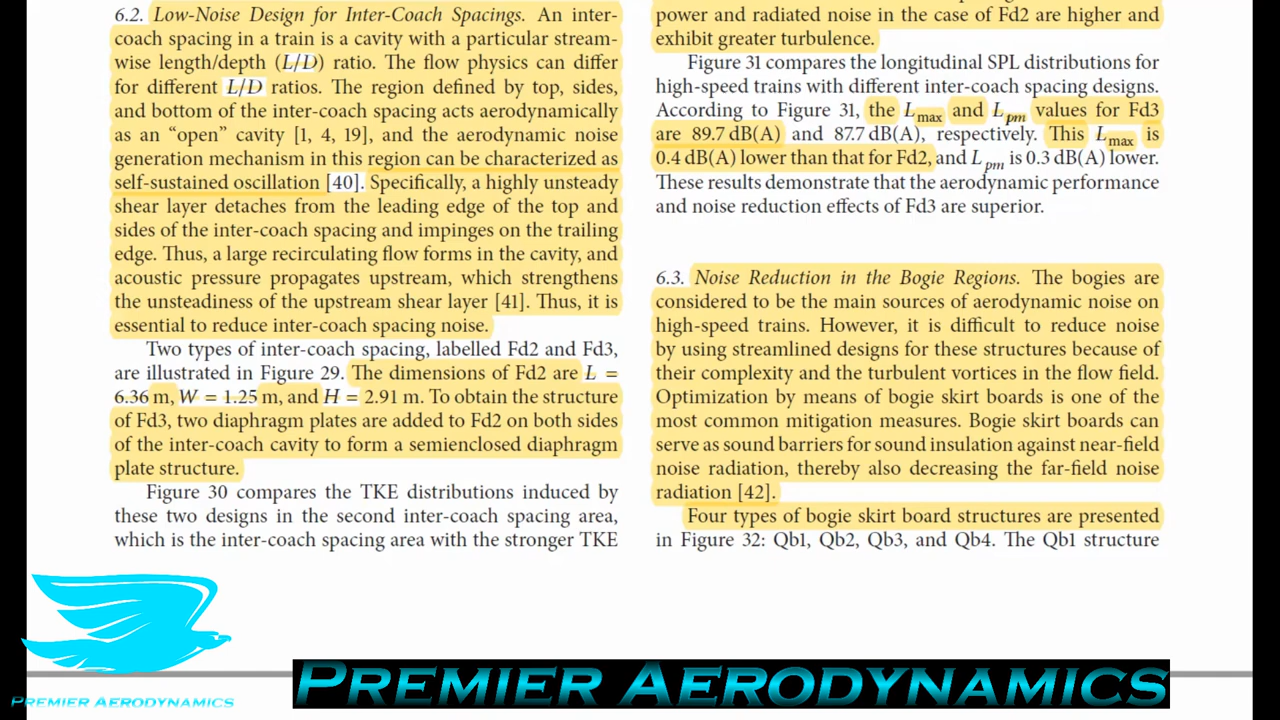 6.2. Low-Noise Design for Inter-Coach Spacings. An inter-
coach spacing in a train is a cavity with a particular stream-
wise length/depth (L/D) ratio. The flow physics can differ
for different L/D ratios. The region defined by top, sides,
and bottom of the inter-coach spacing acts aerodynamically
as an “open” cavity [1, 4, 19], and the aerodynamic noise
generation mechanism in this region can be characterized as
self-sustained oscillation [40]. Specifically, a highly unsteady
shear layer detaches from the leading edge of the top and
sides of the inter-coach spacing and impinges on the trailing
edge. Thus, a large recirculating flow forms in the cavity, and
acoustic pressure propagates upstream, which strengthens
the unsteadiness of the upstream shear layer [41]. Thus, it is
essential to reduce inter-coach spacing noise.
Two types of inter-coach spacing, labelled Fd2 and Fd3,
are illustrated in Figure 29. The dimensions of Fd2 are L =
6.36 m, W = 1.25 m, and H = 2.91 m. To obtain the structure
of Fd3, two diaphragm plates are added to Fd2 on both sides
of the inter-coach cavity to form a semienclosed diaphragm
plate structure.
Figure 30 compares the TKE distributions induced by
these two designs in the second inter-coach spacing area,
which is the inter-coach spacing area with the stronger TKE
power and radiated noise in the case of Fd2 are higher and
exhibit greater turbulence.
Figure 31 compares the longitudinal SPL distributions for
high-speed trains with different inter-coach spacing designs.
According to Figure 31, the Lmax and Lpm values for Fd3
are 89.7 dB(A) and 87.7 dB(A), respectively. This Lmax is
0.4 dB(A) lower than that for Fd2, and Lpm is 0.3 dB(A) lower.
These results demonstrate that the aerodynamic performance
and noise reduction effects of Fd3 are superior.
6.3. Noise Reduction in the Bogie Regions. The bogies are
considered to be the main sources of aerodynamic noise on
high-speed trains. However, it is difficult to reduce noise
by using streamlined designs for these structures because of
their complexity and the turbulent vortices in the flow field.
Optimization by means of bogie skirt boards is one of the
most common mitigation measures. Bogie skirt boards can
serve as sound barriers for sound insulation against near-field
noise radiation, thereby also decreasing the far-field noise
radiation [42].
Four types of bogie skirt board structures are presented
in Figure 32: Qb1, Qb2, Qb3, and Qb4. The Qb1 structure
PREMIER AERODYNAMICS
PREMIER AERODYNAMICS